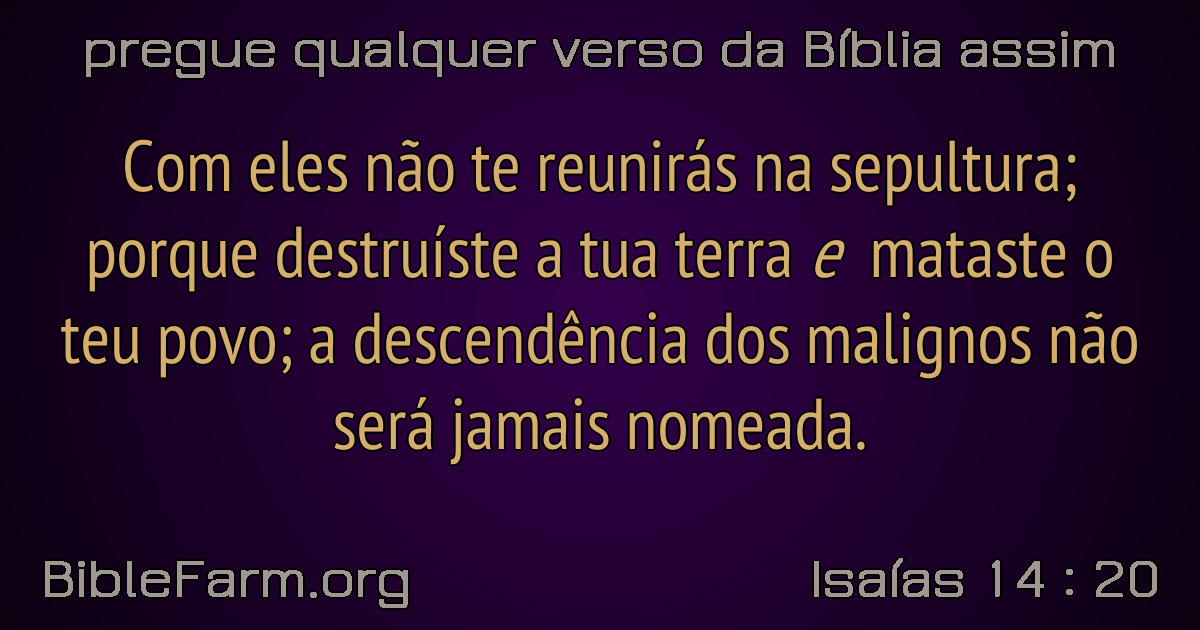 pregue qualquer verso da Bíblia assim
Com eles não te reunirás na sepultura;
porque destruíste a tua terra e mataste o
teu povo; a descendência dos malignos não
será jamais nomeada.
BibleFarm.org
Isaías 14 : 20